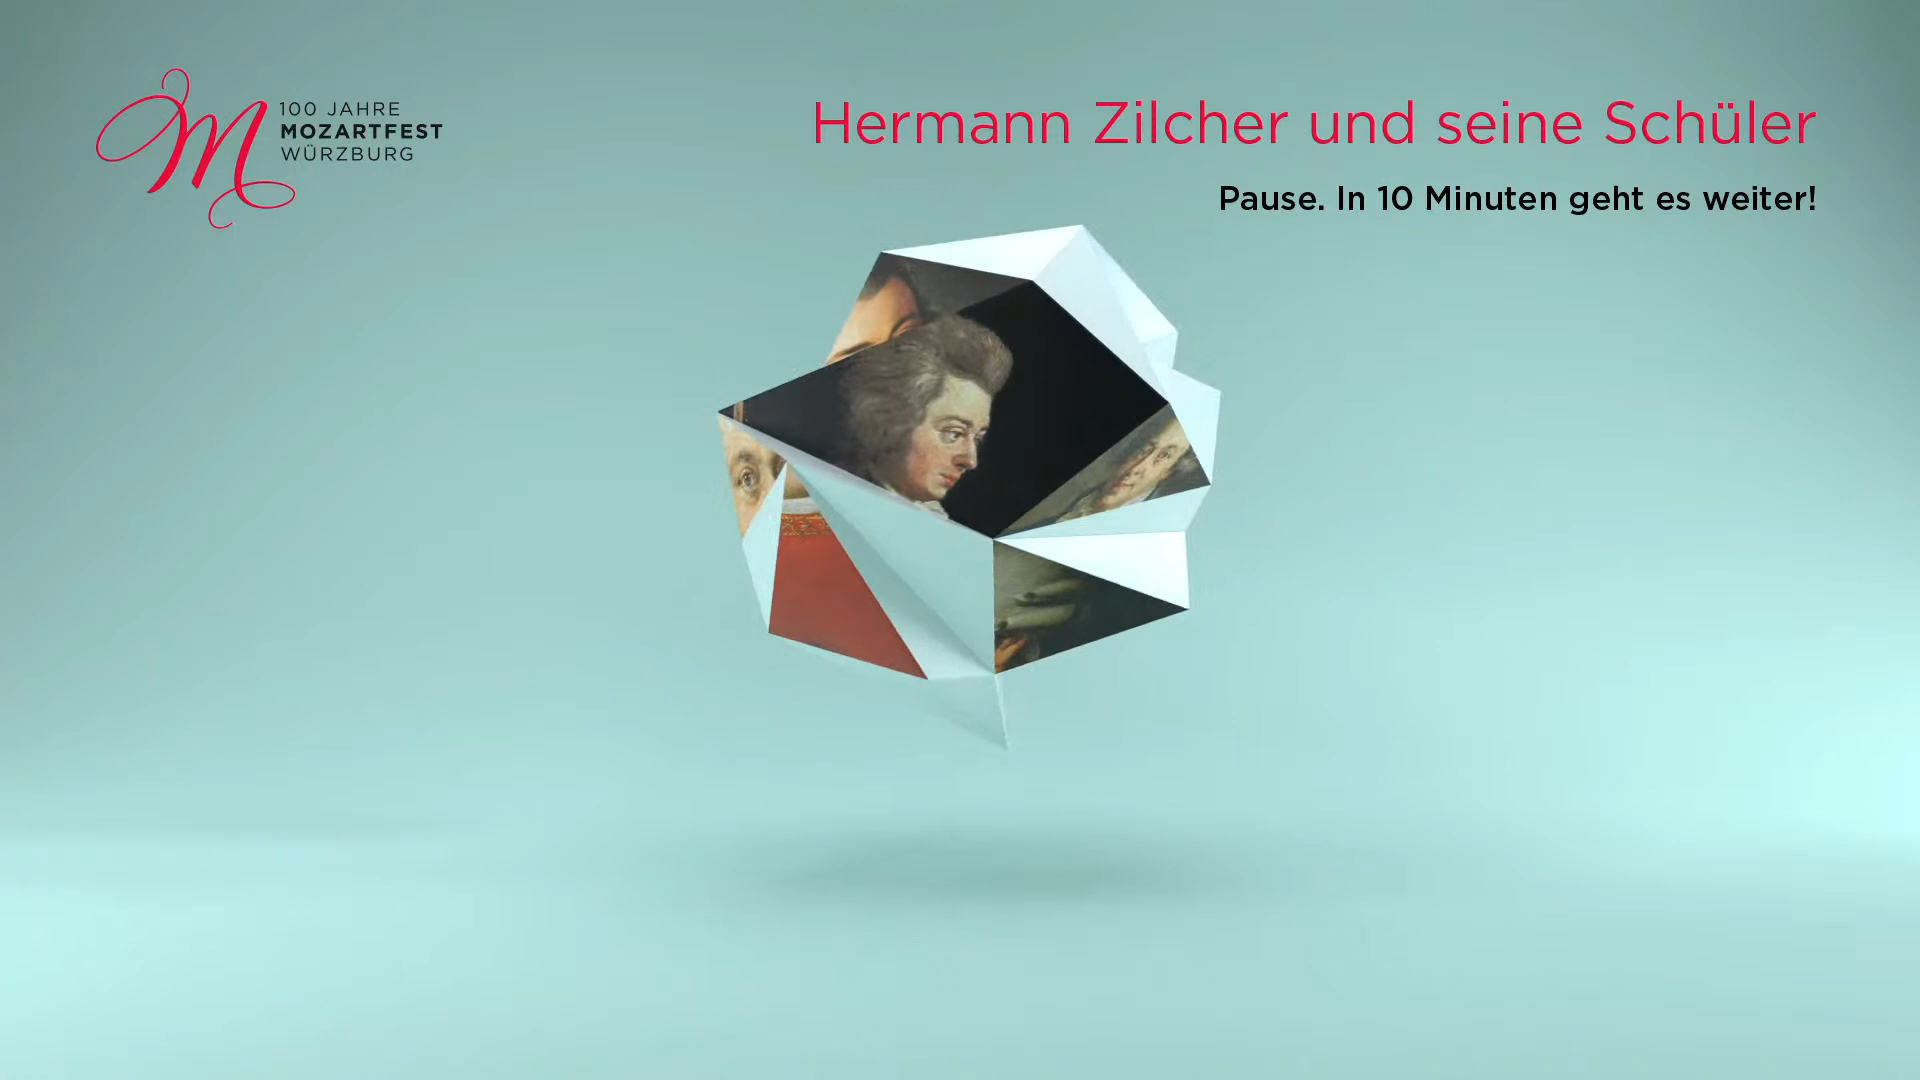 100 JAHRE
MOZARTFEST
WÜRZBURG
Hermann Zilcher und seine Schüler
Pause. In 10 Minuten geht es weiter!